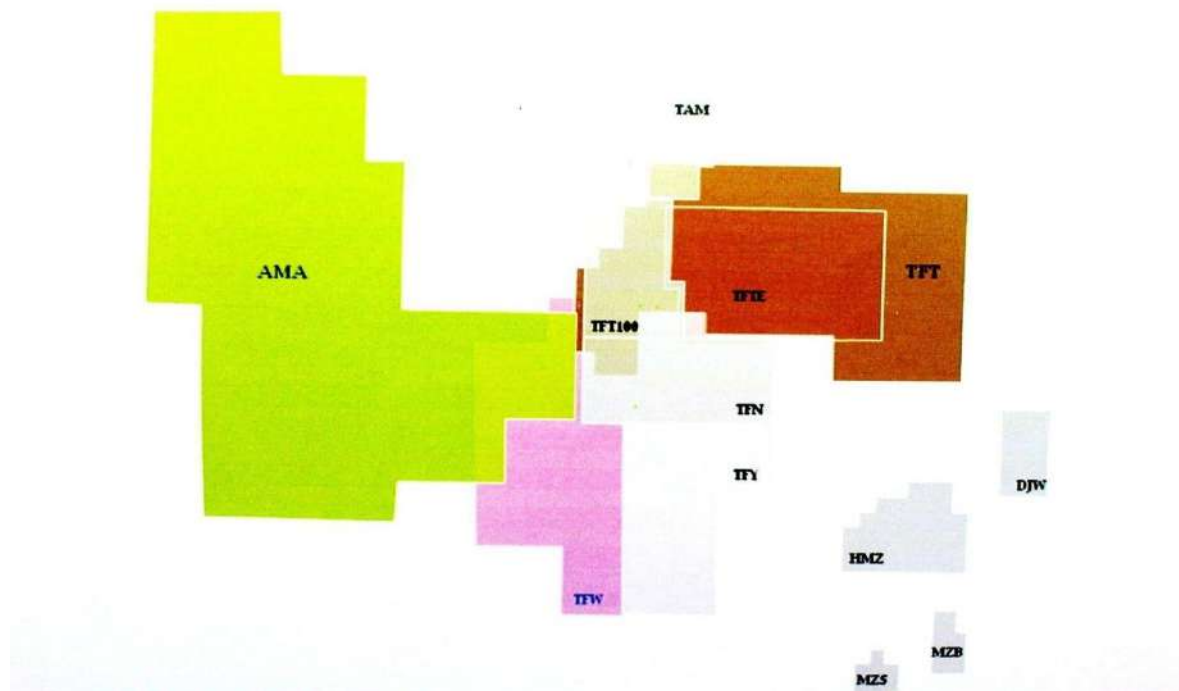 TAM
AMA
TFT
TFTE
TFT100
TFN
TFY
DJW
HMZ
TFW
MZB
MZS